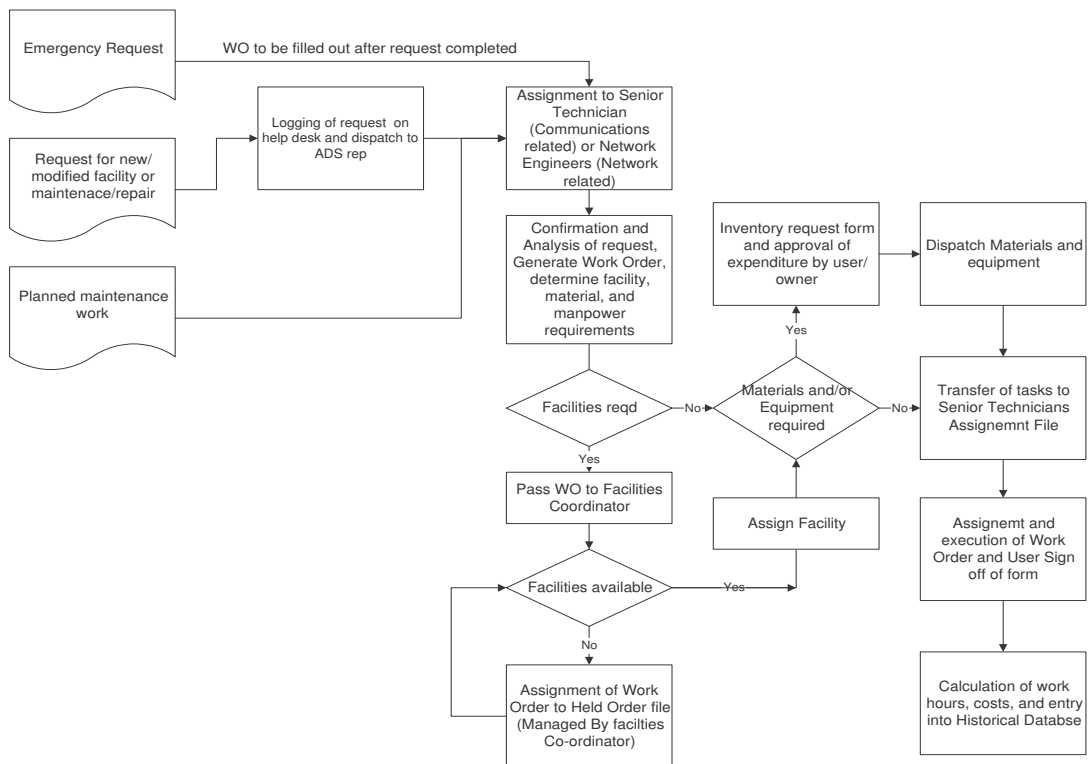 Emergency Request
WO to be filled out after request completed
Logging of request on
help desk and dispatch to
ADS rep
Assignment to Senior
Technician
(Communications
related) or Network
Engineers (Network
related)
Request for new/
modified facility or
maintenace/repair
Planned maintenance
work
Confirmation and
Analysis of request,
Generate Work Order,
determine facility,
material, and
manpower
requirements
Inventory request form
and approval of
expenditure by user/
owner
Dispatch Materials and
equipment
Yes
Facilities reqd
No
Materials and/or
Equipment
required
No
Transfer of tasks to
Senior Technicians
Assignemnt File
Yes
Pass WO to Facilities
Coordinator
Assign Facility
Assignemt and
execution of Work
Order and User Sign
off of form
Facilities available
Yes
No
Assignment of Work
Order to Held Order file
(Managed By facilties
Co-ordinator)
Calculation of work
hours, costs, and entry
into Historical Databse